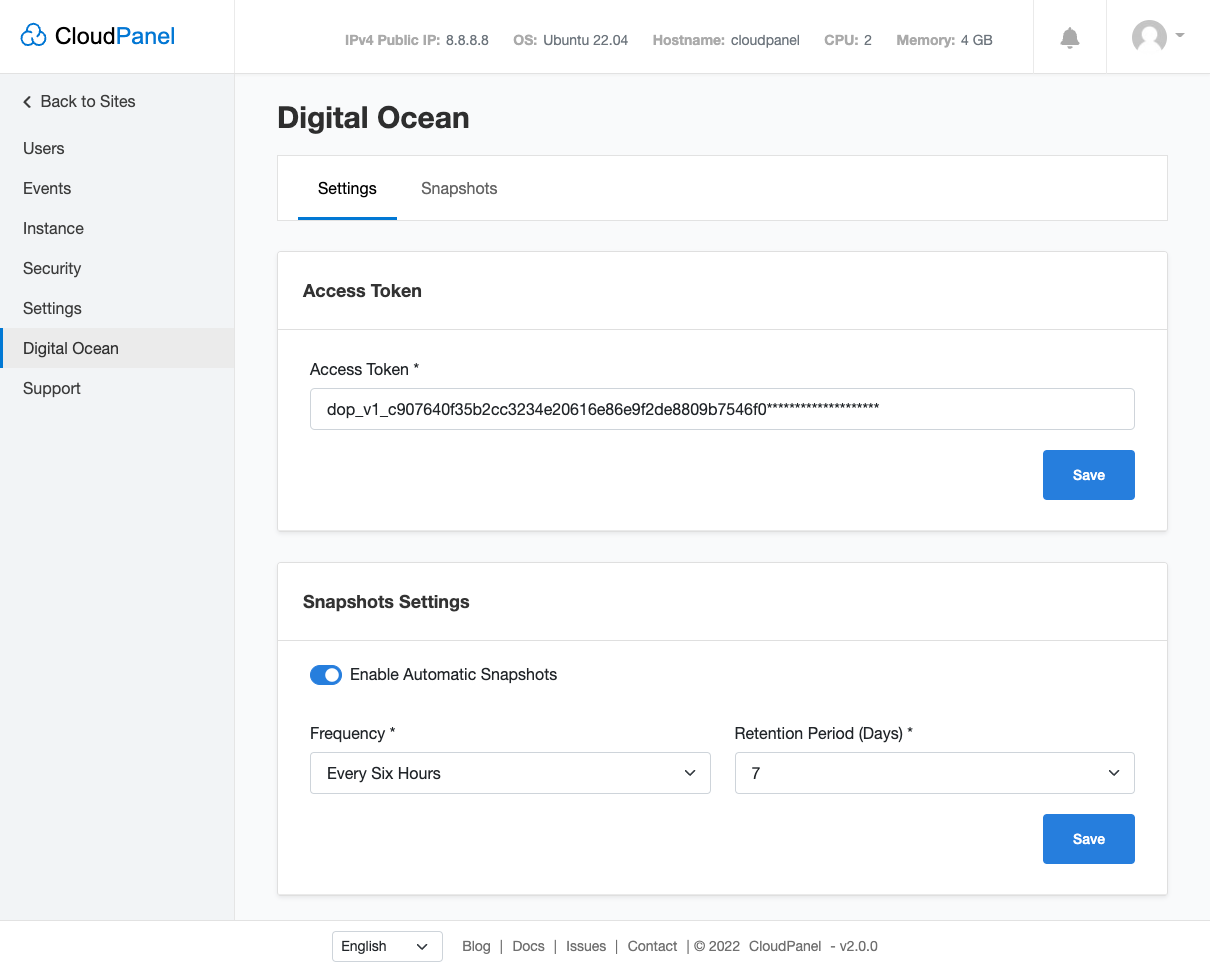 CloudPanel
IPv4 Public IP: 8.8.8.8 OS: Ubuntu 22.04 Hostname: cloudpanel CPU: 2 Memory: 4 GB
Back to Sites
Users
Events
Instance
Security
Settings
Digital Ocean
Support
Digital Ocean
Settings Snapshots
Access Token
Access Token *
dop_v1_c907640f35b2cc3234e20616e86e9f2de8809b7546f0********************
Save
Snapshots Settings
Enable Automatic Snapshots
Frequency * Retention Period (Days) *
Every Six Hours 7
Save
English Blog | Docs | Issues | Contact | © 2022 CloudPanel - v2.0.0